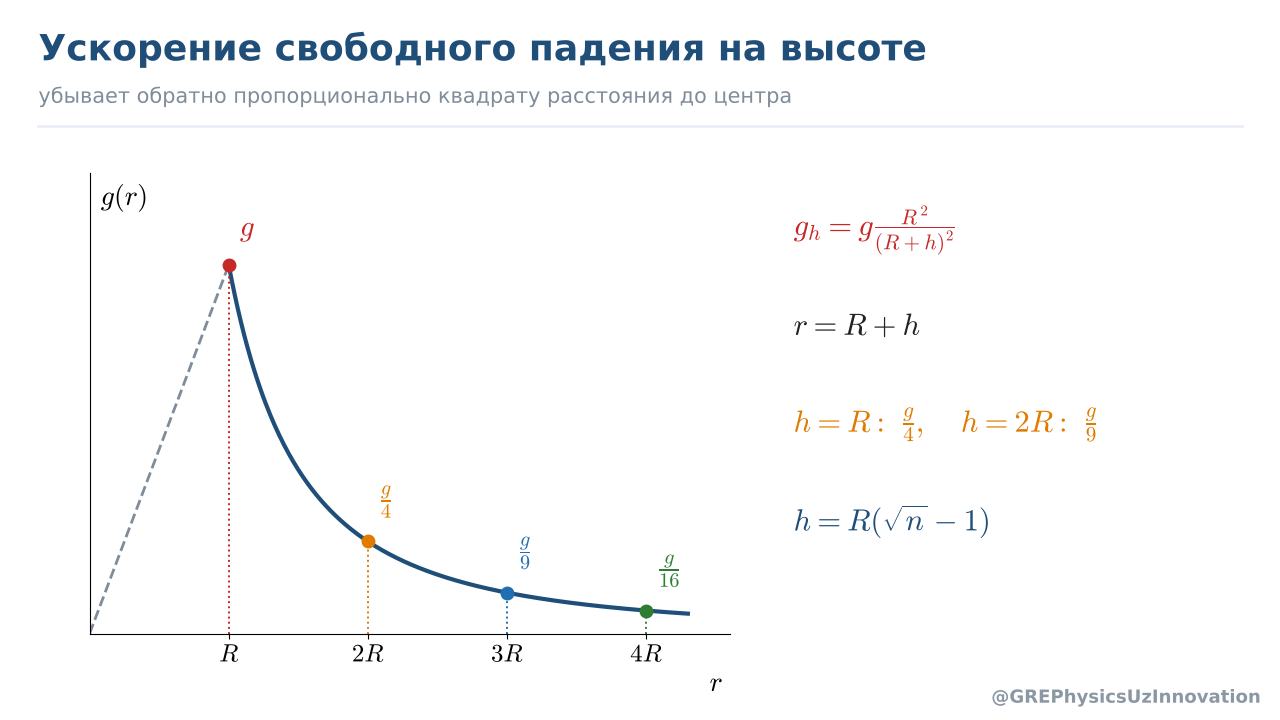 Ускорение свободного падения на высоте
убывает обратно пропорционально квадрату расстояния до центра
g(r)
g
g/4
g/9
g/16
R 2R 3R 4R
r
g_h = g R²/(R + h)²
r = R + h
h = R : g/4, h = 2R : g/9
h = R(√n − 1)
@GREPhysicsUzInnovation